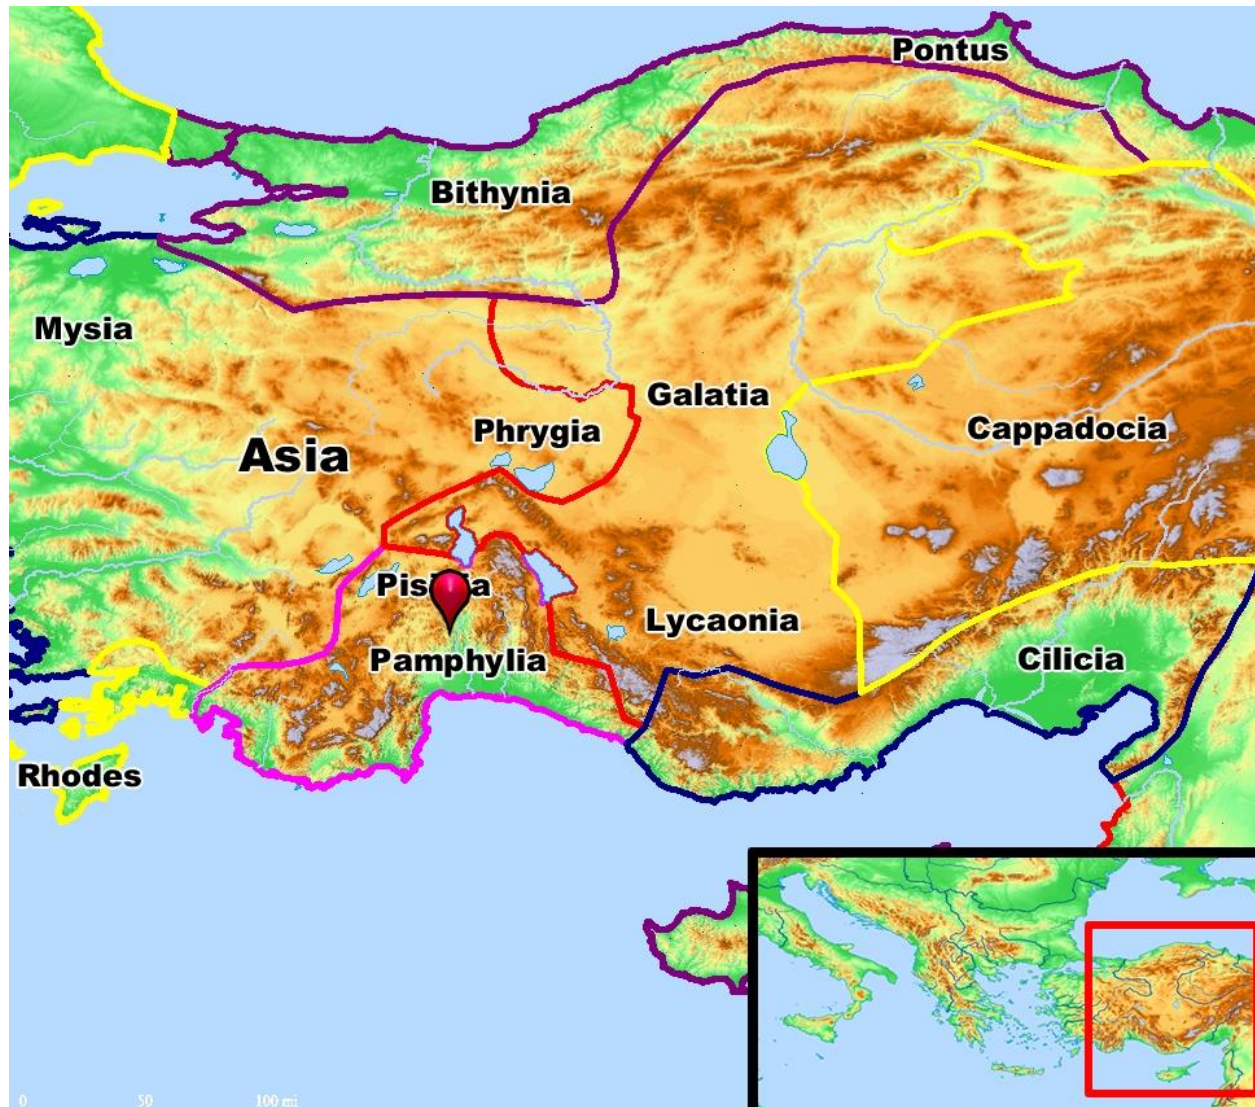 Pontus
Bithynia
Mysia
Galatia
Phrygia
Cappadocia
Asia
Lycaonia
Pamphylia
Cilicia
Rhodes
0 50 100 mi